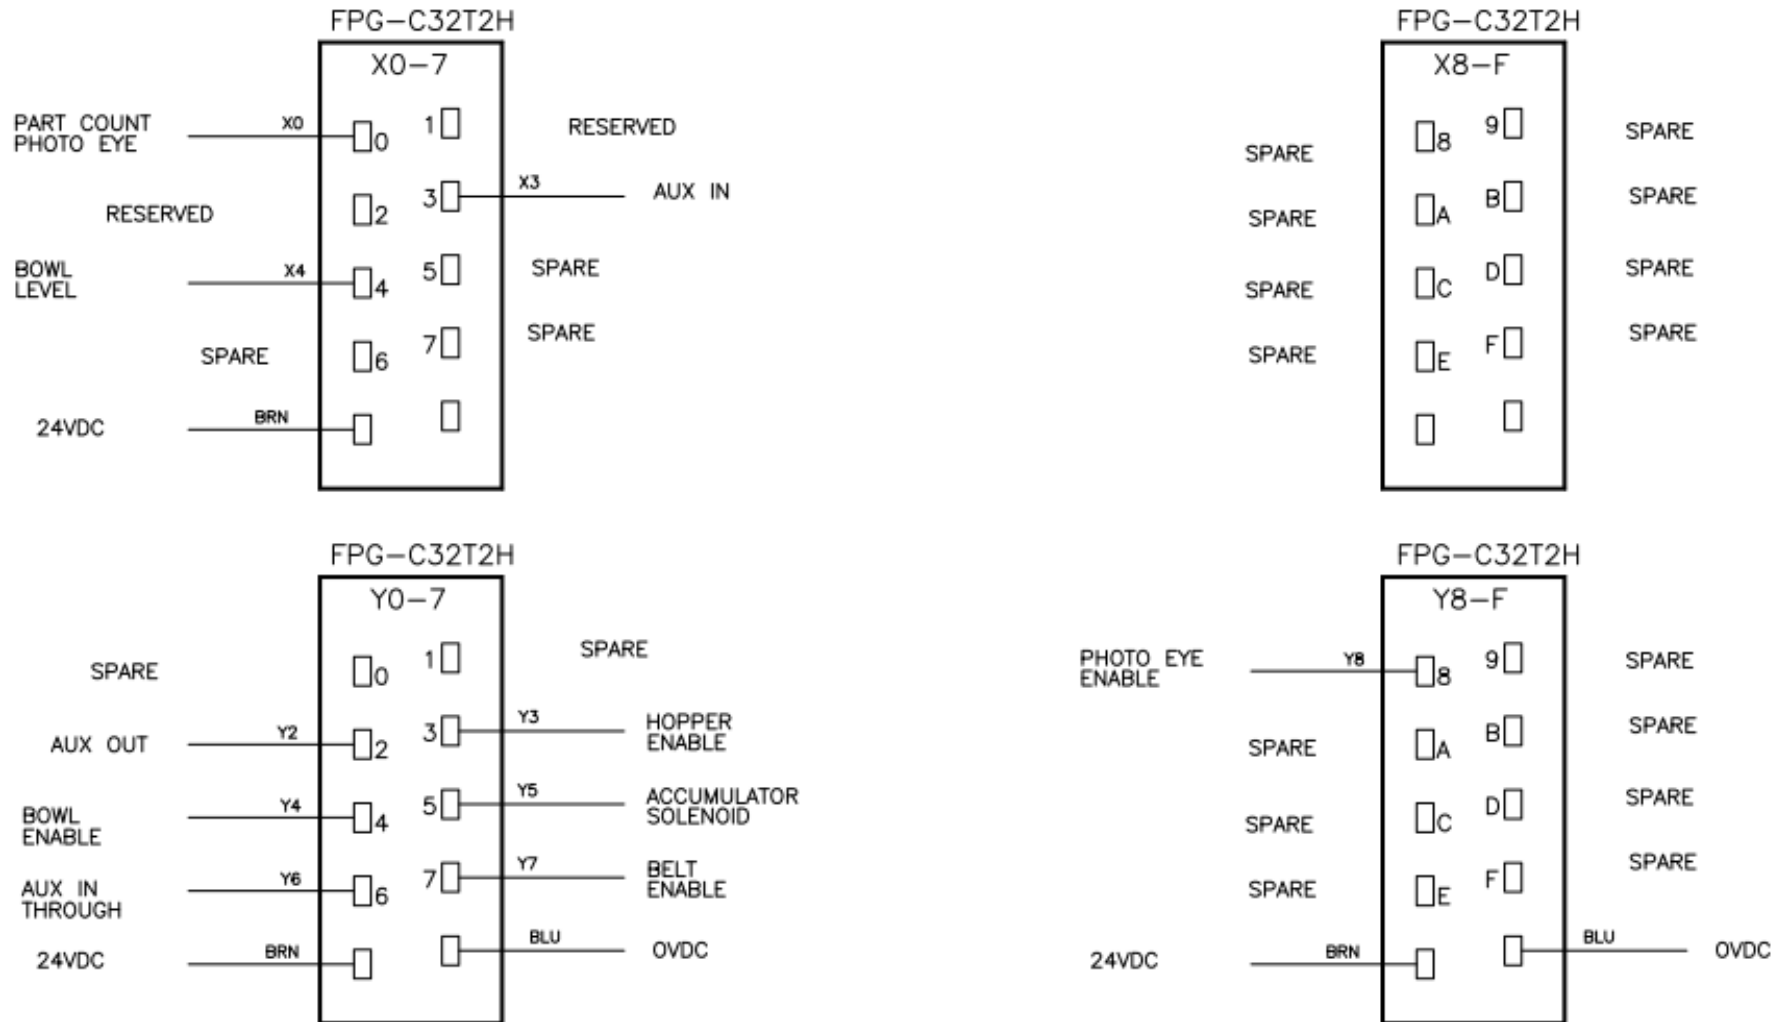 FPG-C32T2H
X0-7
PART COUNT
PHOTO EYE
X0
0
1
RESERVED
RESERVED
2
3
X3
AUX IN
BOWL
LEVEL
X4
4
5
SPARE
SPARE
6
7
SPARE
24VDC
BRN
FPG-C32T2H
X8-F
SPARE
8
9
SPARE
SPARE
A
B
SPARE
SPARE
C
D
SPARE
SPARE
E
F
SPARE
FPG-C32T2H
Y0-7
SPARE
0
1
SPARE
AUX OUT
Y2
2
3
Y3
HOPPER
ENABLE
BOWL
ENABLE
Y4
4
5
Y5
ACCUMULATOR
SOLENOID
AUX IN
THROUGH
Y6
6
7
Y7
BELT
ENABLE
24VDC
BRN
BLU
0VDC
FPG-C32T2H
Y8-F
PHOTO EYE
ENABLE
Y8
8
9
SPARE
SPARE
A
B
SPARE
SPARE
C
D
SPARE
SPARE
E
F
SPARE
24VDC
BRN
BLU
0VDC